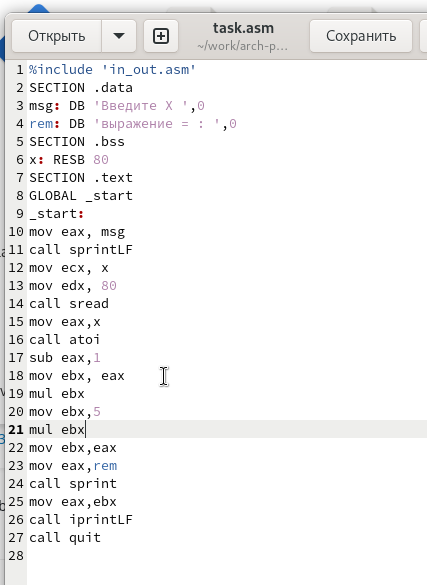 Открыть
task.asm
~/work/arch-p...
Сохранить
1 %include 'in_out.asm'
2 SECTION .data
3 msg: DB 'Введите X ',0
4 rem: DB 'выражение = : ',0
5 SECTION .bss
6 x: RESB 80
7 SECTION .text
8 GLOBAL _start
9 _start:
10 mov eax, msg
11 call sprintLF
12 mov ecx, x
13 mov edx, 80
14 call sread
15 mov eax,x
16 call atoi
17 sub eax,1
18 mov ebx, eax
19 mul ebx
20 mov ebx,5
21 mul ebx
22 mov ebx,eax
23 mov eax,rem
24 call sprint
25 mov eax,ebx
26 call iprintLF
27 call quit
28